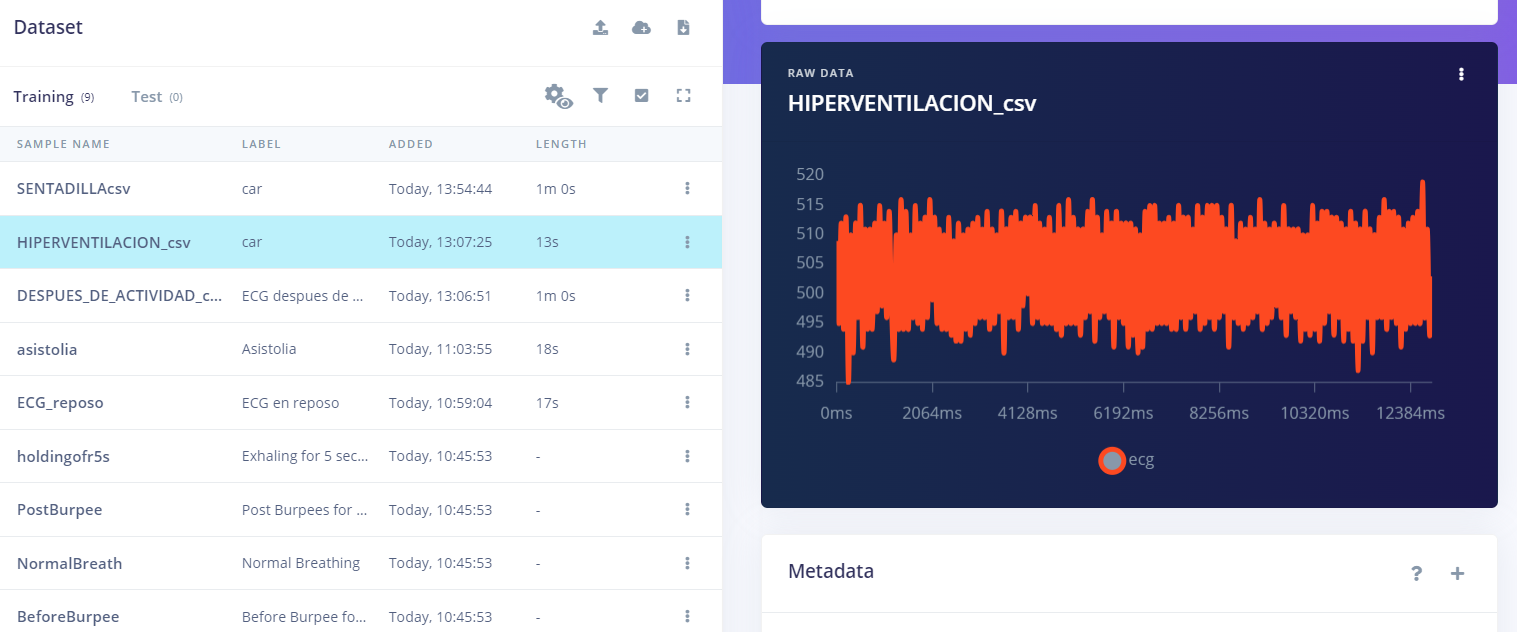 Dataset
Training (9) Test (0)
SAMPLE NAME LABEL ADDED LENGTH
SENTADILLAcsv car Today, 13:54:44 1m 0s
HIPERVENTILACION_csv car Today, 13:07:25 13s
DESPUES_DE_ACTIVIDAD_c... ECG despues de ... Today, 13:06:51 1m 0s
asistolia Asistolia Today, 11:03:55 18s
ECG_reposo ECG en reposo Today, 10:59:04 17s
holdingofr5s Exhaling for 5 sec... Today, 10:45:53 -
PostBurpee Post Burpees for ... Today, 10:45:53 -
NormalBreath Normal Breathing Today, 10:45:53 -
BeforeBurpee Before Burpee fo... Today, 10:45:53 -
RAW DATA
HIPERVENTILACION_csv
520
515
510
505
500
495
490
485
0ms 2064ms 4128ms 6192ms 8256ms 10320ms 12384ms
ecg
Metadata ? +